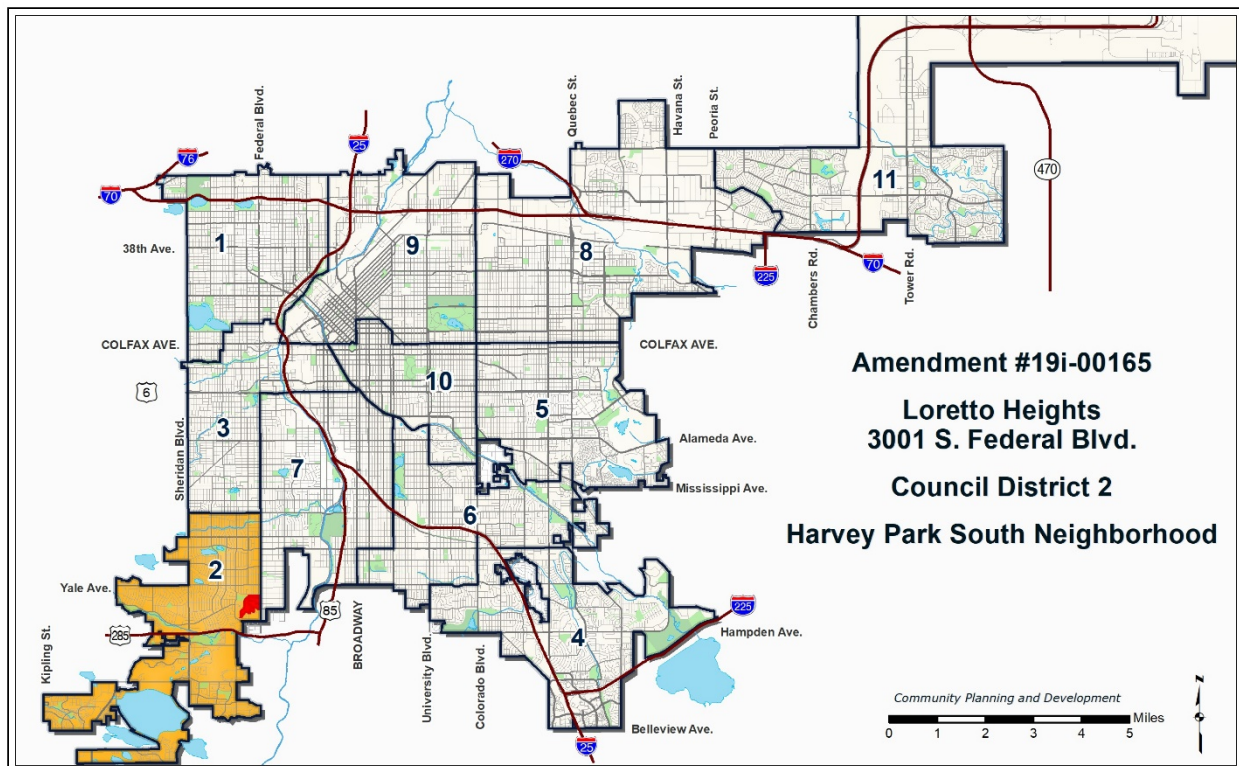 Federal Blvd.
Quebec St.
Havana St.
Peoria St.
76
25
270
70
470
11
1
9
8
38th Ave.
225
70
Chambers Rd.
Tower Rd.
COLFAX AVE.
COLFAX AVE.
6
10
5
3
Sheridan Blvd.
Alameda Ave.
7
Mississippi Ave.
6
2
Yale Ave.
85
285
BROADWAY
University Blvd.
Colorado Blvd.
4
225
Hampden Ave.
Kipling St.
Belleview Ave.
25
Amendment #19i-00165
Loretto Heights
3001 S. Federal Blvd.
Council District 2
Harvey Park South Neighborhood
Community Planning and Development
Miles
0 1 2 3 4 5
N